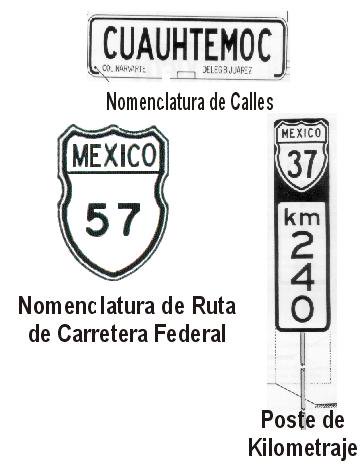 CUAUHTEMOC
COL.NARVARTE DELEG.B.JUAREZ
Nomenclatura de Calles
MEXICO
57
Nomenclatura de Ruta
de Carretera Federal
MEXICO
37
km
2
4
0
Poste de
Kilometraje